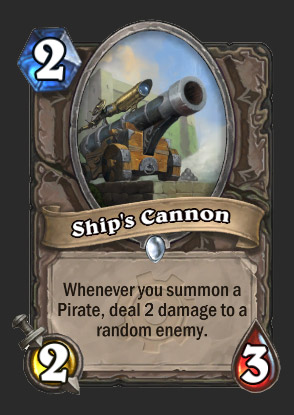 2
Ship's Cannon
Whenever you summon a
Pirate, deal 2 damage to a
random enemy.
2
3